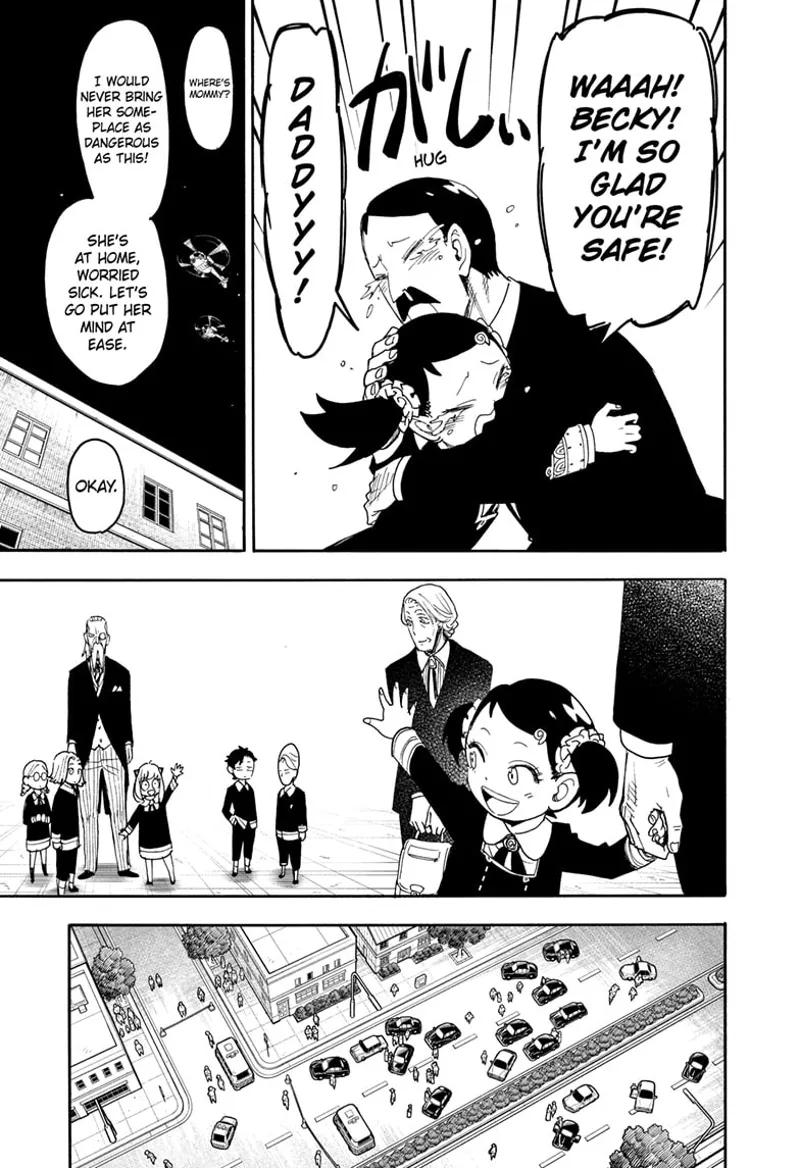 WAAAH!
BECKY!
I'M SO
GLAD
YOU'RE
SAFE!
がしぃ
HUG
DADDYYY!
WHERE'S
MOMMY?
I WOULD
NEVER BRING
HER SOME-
PLACE AS
DANGEROUS
AS THIS!
SHE'S
AT HOME,
WORRIED
SICK. LET'S
GO PUT HER
MIND AT
EASE.
OKAY.